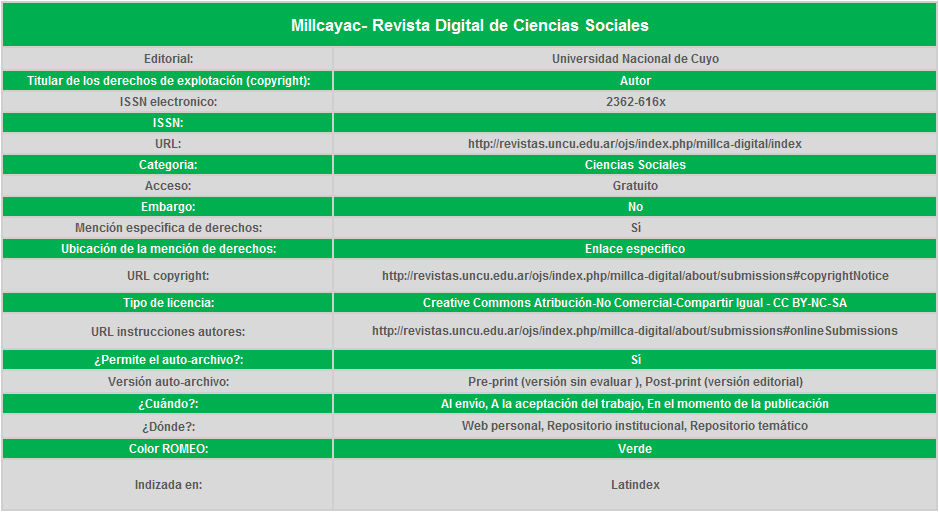 Millcayac- Revista Digital de Ciencias Sociales
Editorial: Universidad Nacional de Cuyo
Titular de los derechos de explotación (copyright): Autor
ISSN electronico: 2362-616x
ISSN:
URL: http://revistas.uncu.edu.ar/ojs/index.php/millca-digital/index
Categoria: Ciencias Sociales
Acceso: Gratuito
Embargo: No
Mención especifica de derechos: Sí
Ubicación de la mención de derechos: Enlace especifico
URL copyright: http://revistas.uncu.edu.ar/ojs/index.php/millca-digital/about/submissions#copyrightNotice
Tipo de licencia: Creative Commons Atribución-No Comercial-Compartir Igual - CC BY-NC-SA
URL instrucciones autores: http://revistas.uncu.edu.ar/ojs/index.php/millca-digital/about/submissions#onlineSubmissions
¿Permite el auto-archivo?: Sì
Versión auto-archivo: Pre-print (versión sin evaluar ), Post-print (versión editorial)
¿Cuándo?: Al envío, A la aceptación del trabajo, En el momento de la publicación
¿Dónde?: Web personal, Repositorio institucional, Repositorio temático
Color ROMEO: Verde
Indizada en: Latindex